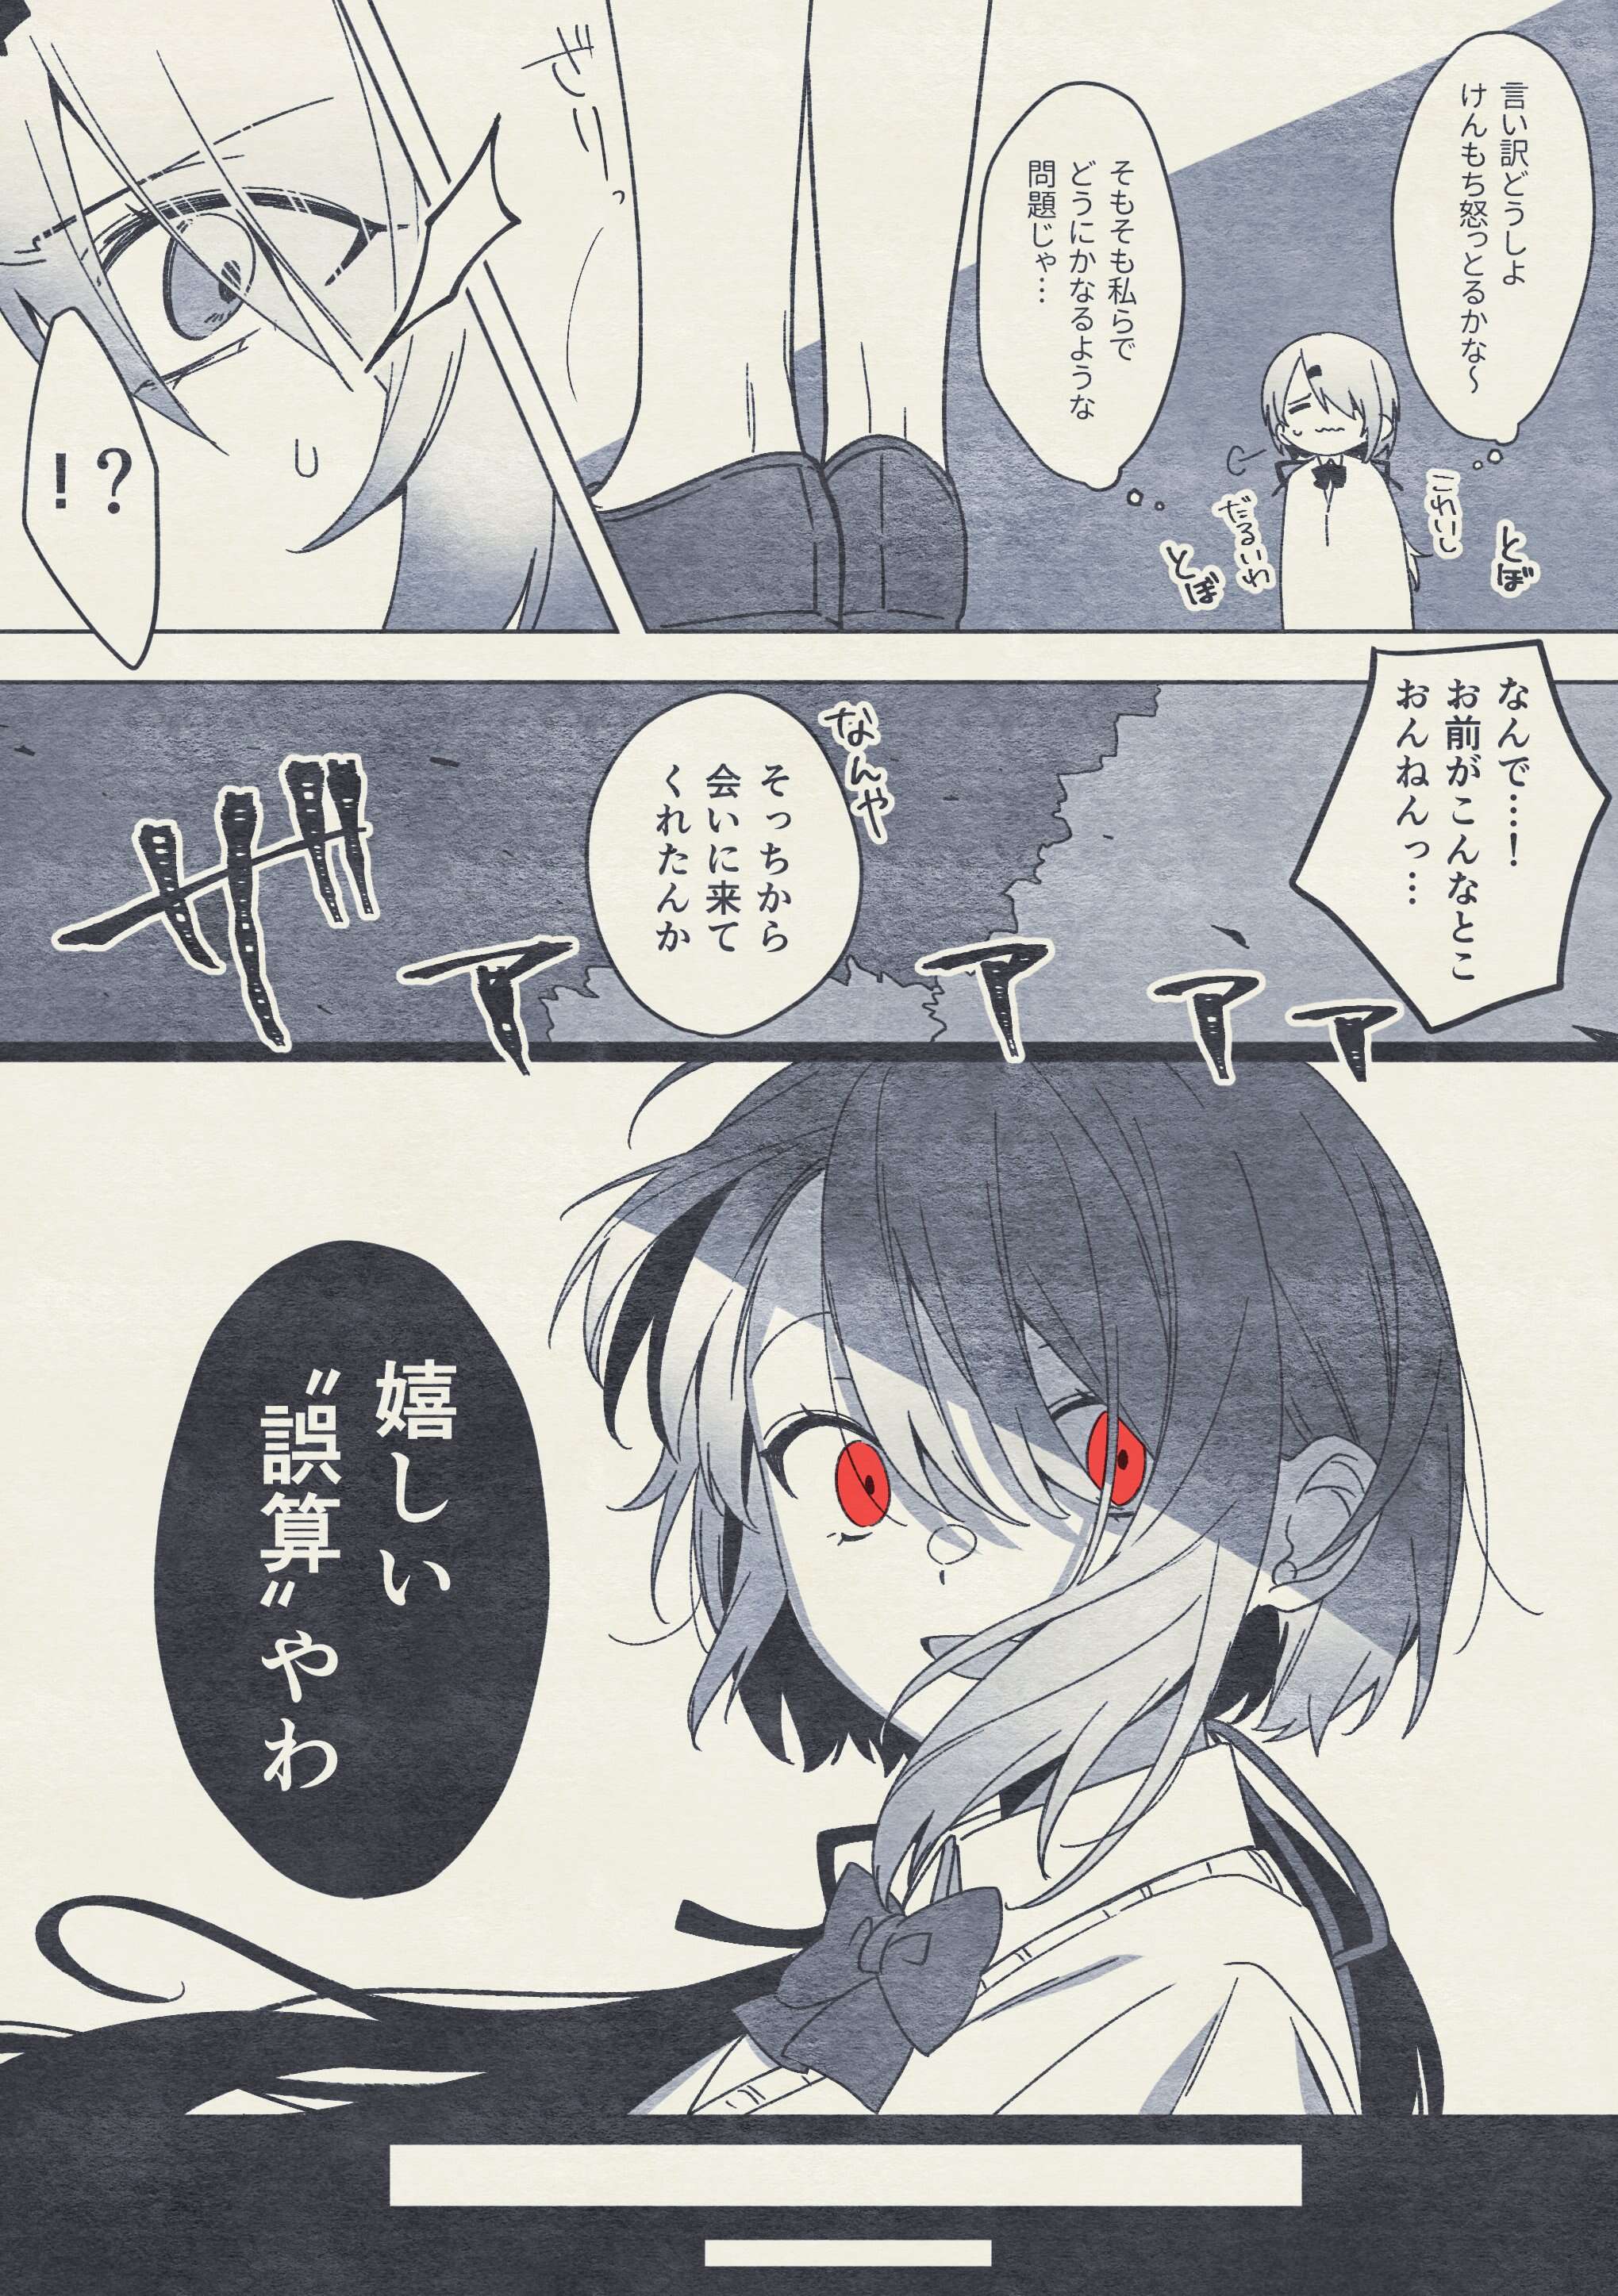 言い訳どうしよ
けんもち怒っとるかな～
とぼ
これいし
だるいわ
とぼ
そもそも私らで
どうにかなるような
問題じゃ…
ざりっ
！？
なんで…！
お前がこんなとこ
おんねんっ…
なんや
そっちから
会いに来て
くれたんか
ザァァァァ
嬉しい
〝誤算〟やわ